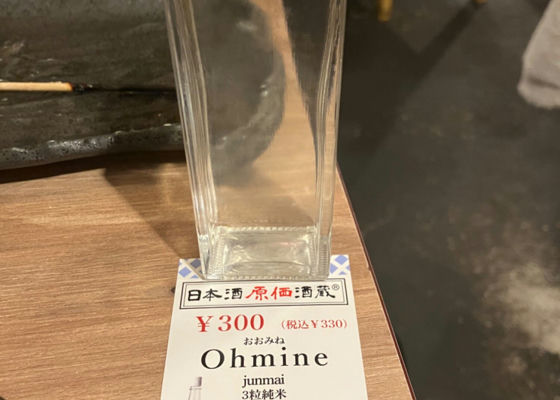 日本酒原価酒蔵®
¥300 (税込¥330)
おおみね
Ohmine
junmai
3粒純米